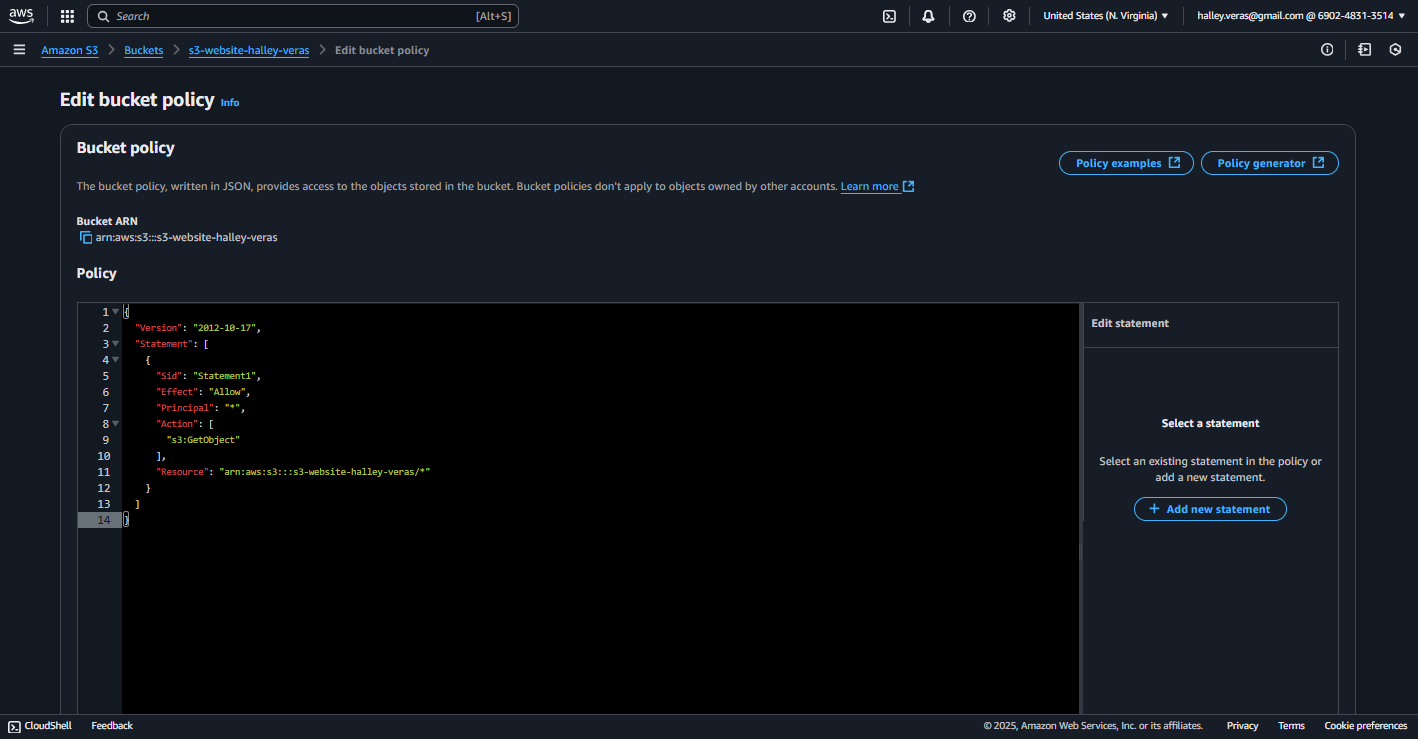 aws
Search [Alt+S]
United States (N. Virginia)
halley.veras@gmail.com @ 6902-4831-3514
Amazon S3 > Buckets > s3-website-halley-veras > Edit bucket policy
Edit bucket policy Info
Bucket policy
Policy examples
Policy generator
The bucket policy, written in JSON, provides access to the objects stored in the bucket. Bucket policies don't apply to objects owned by other accounts. Learn more
Bucket ARN
arn:aws:s3:::s3-website-halley-veras
Policy
1 {
2 "Version": "2012-10-17",
3 "Statement": [
4 {
5 "Sid": "Statement1",
6 "Effect": "Allow",
7 "Principal": "*",
8 "Action": [
9 "s3:GetObject"
10 ],
11 "Resource": "arn:aws:s3:::s3-website-halley-veras/*"
12 }
13 ]
14 }
Edit statement
Select a statement
Select an existing statement in the policy or
add a new statement.
+ Add new statement
CloudShell
Feedback
© 2025, Amazon Web Services, Inc. or its affiliates.
Privacy
Terms
Cookie preferences